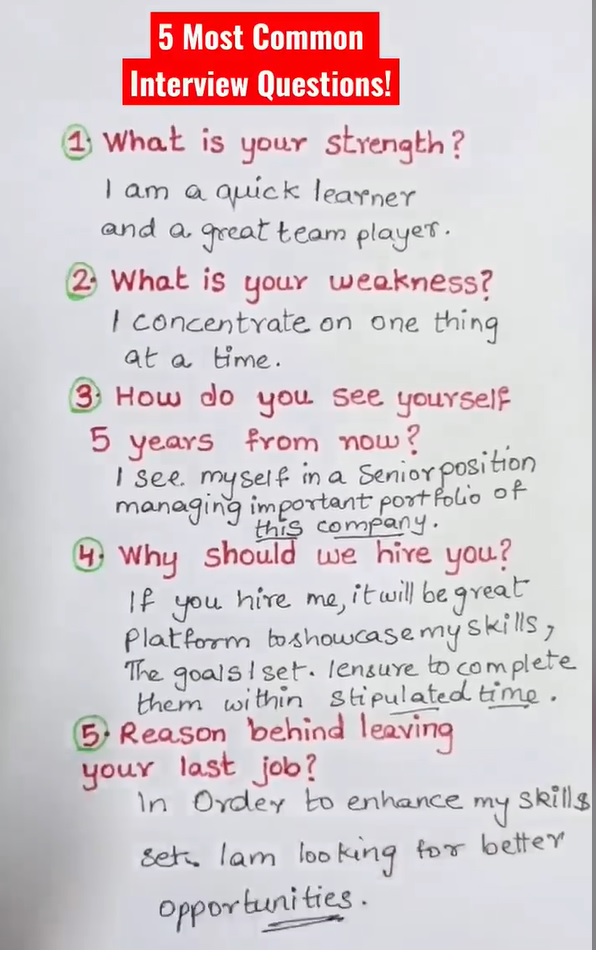 5 Most Common
Interview Questions!
1. What is your strength?
I am a quick learner
and a great team player.
2. What is your weakness?
I concentrate on one thing
at a time.
3. How do you see yourself
5 years from now?
I see myself in a Senior position
managing important portfolio of
this company.
4. Why should we hire you?
If you hire me, it will be great
Platform to showcase my skills,
The goals I set. I ensure to complete
them within stipulated time.
5. Reason behind leaving
your last job?
In Order to enhance my skills
set. I am looking for better
opportunities.